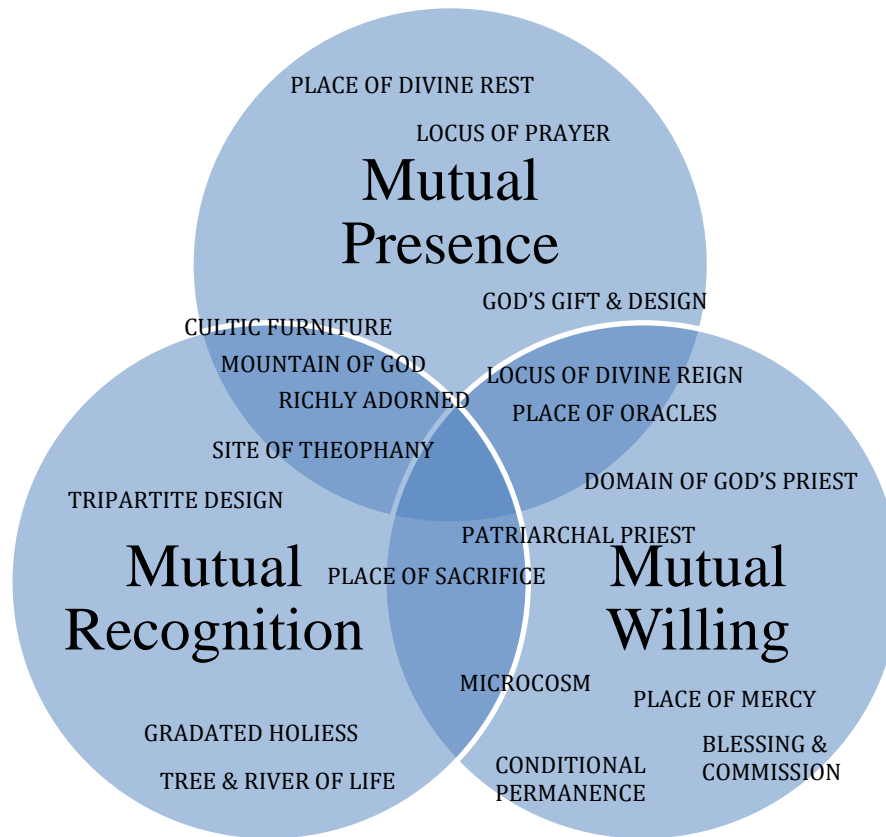 PLACE OF DIVINE REST
LOCUS OF PRAYER
Mutual
Presence
GOD’S GIFT & DESIGN
CULTIC FURNITURE
MOUNTAIN OF GOD
LOCUS OF DIVINE REIGN
RICHLY ADORNED
PLACE OF ORACLES
SITE OF THEOPHANY
DOMAIN OF GOD’S PRIEST
TRIPARTITE DESIGN
PATRIARCHAL PRIEST
PLACE OF SACRIFICE
Mutual
Recognition
Mutual
Willing
MICROCOSM
PLACE OF MERCY
GRADATED HOLIESS
BLESSING &
COMMISSION
TREE & RIVER OF LIFE
CONDITIONAL
PERMANENCE